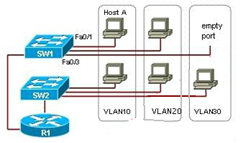 Host A
empty
port
Fa0/1
SW1
Fa0/3
SW2
VLAN10
VLAN20
VLAN30
R1